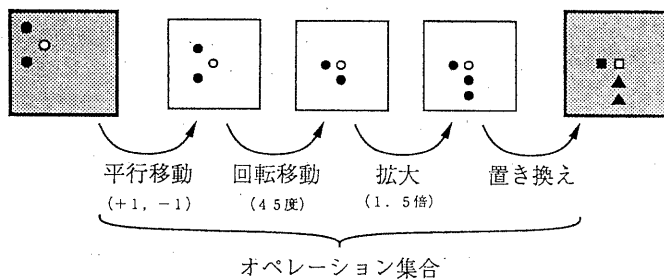 平行移動 回転移動 拡大 置き換え
(+1, -1) (45度) (1.5倍)
オペレーション集合